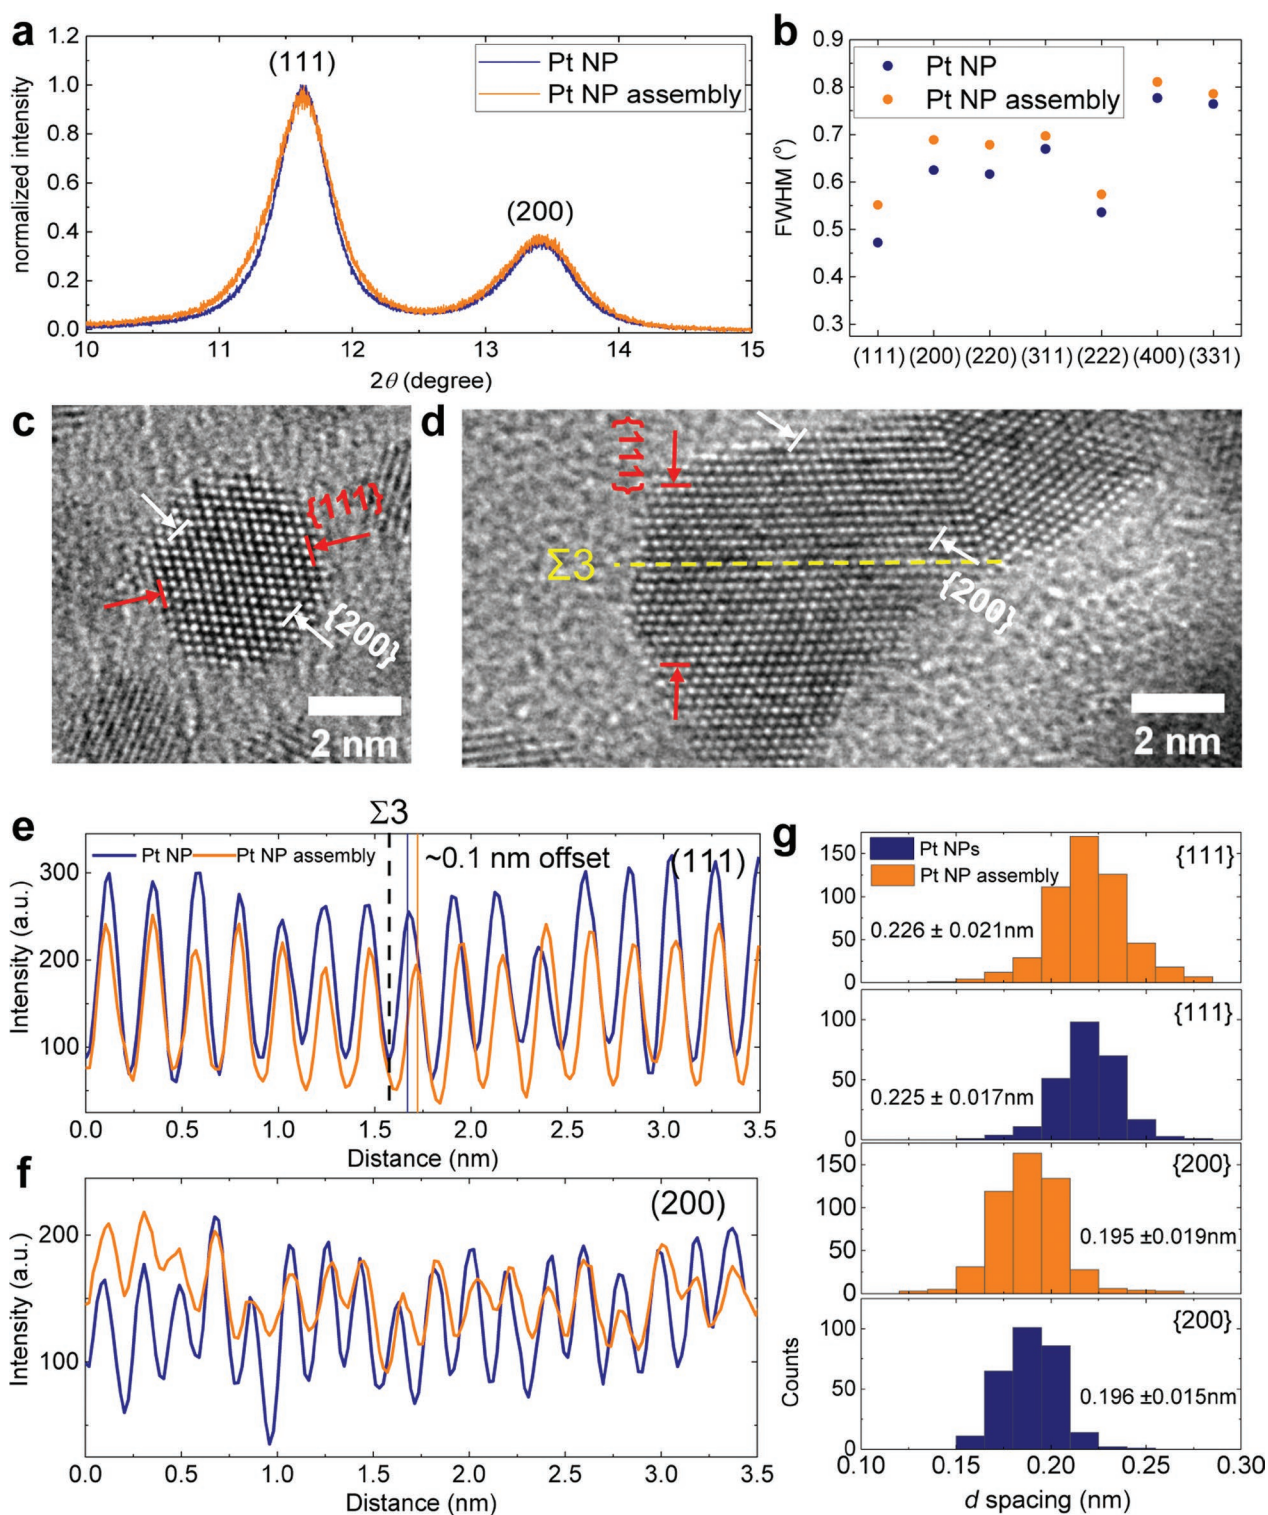 a
1.2
1.0
0.8
0.6
0.4
0.2
0.0
normalized intensity
(111)
(200)
Pt NP
Pt NP assembly
10 11 12 13 14 15
2θ (degree)
b
0.9
0.8
0.7
0.6
0.5
0.4
0.3
FWHM (°)
Pt NP
Pt NP assembly
(111) (200) (220) (311) (222) (400) (331)
c
{111}
{200}
2 nm
d
{111}
Σ3
{200}
2 nm
e
Σ3
Pt NP
Pt NP assembly
~0.1 nm offset
(111)
300
200
100
Intensity (a.u.)
0.0 0.5 1.0 1.5 2.0 2.5 3.0 3.5
Distance (nm)
f
(200)
200
100
Intensity (a.u.)
0.0 0.5 1.0 1.5 2.0 2.5 3.0 3.5
Distance (nm)
g
Pt NPs
Pt NP assembly
{111}
150
100
50
0
0.226 ± 0.021nm
{111}
100
50
0
0.225 ± 0.017nm
{200}
150
100
50
0
0.195 ±0.019nm
{200}
100
50
0
0.196 ±0.015nm
Counts
0.10 0.15 0.20 0.25 0.30
d spacing (nm)